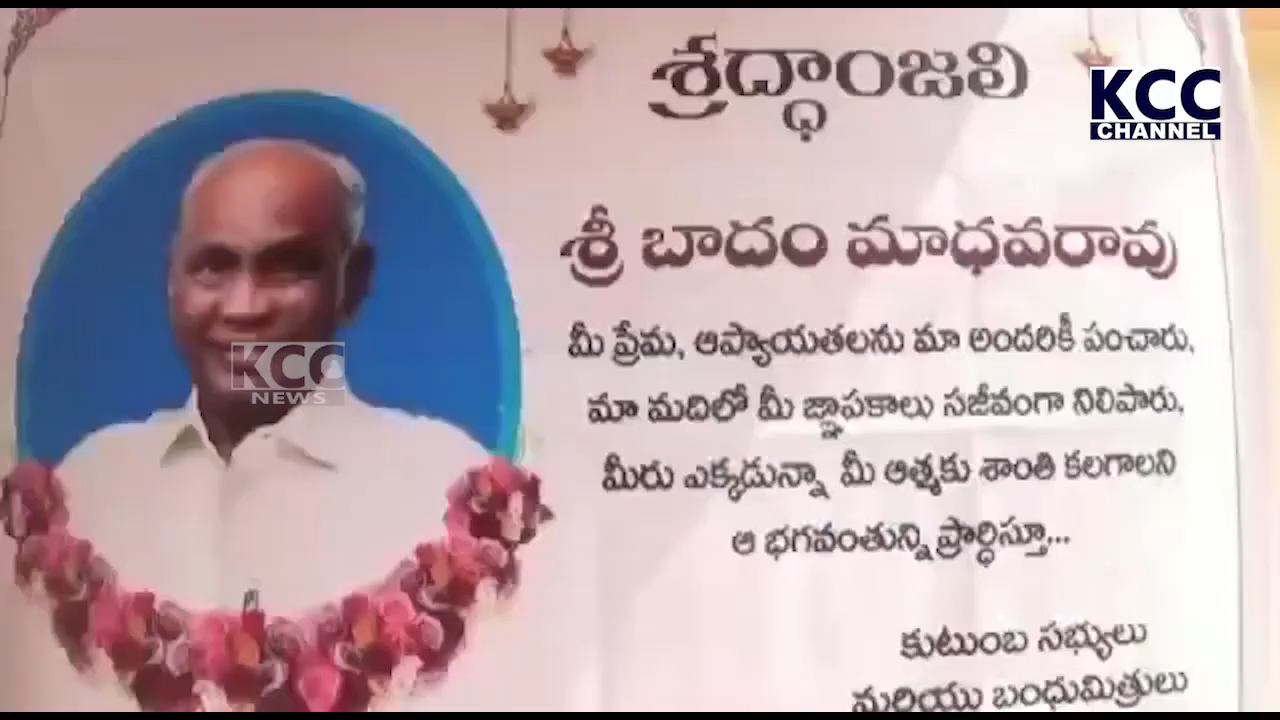 శ్రద్ధాంజలి
KCC
CHANNEL
శ్రీ బాదం మాధవరావు
మీ ప్రేమ, ఆప్యాయతలను మా అందరికీ పంచారు,
మా మదిలో మీ జ్ఞాపకాలు సజీవంగా నిలిపారు,
మీరు ఎక్కడున్నా మీ ఆత్మకు శాంతి కలగాలని
ఆ భగవంతున్ని ప్రార్ధిస్తూ...
KCC
NEWS
కుటుంబ సభ్యులు
మరియు బంధుమిత్రులు